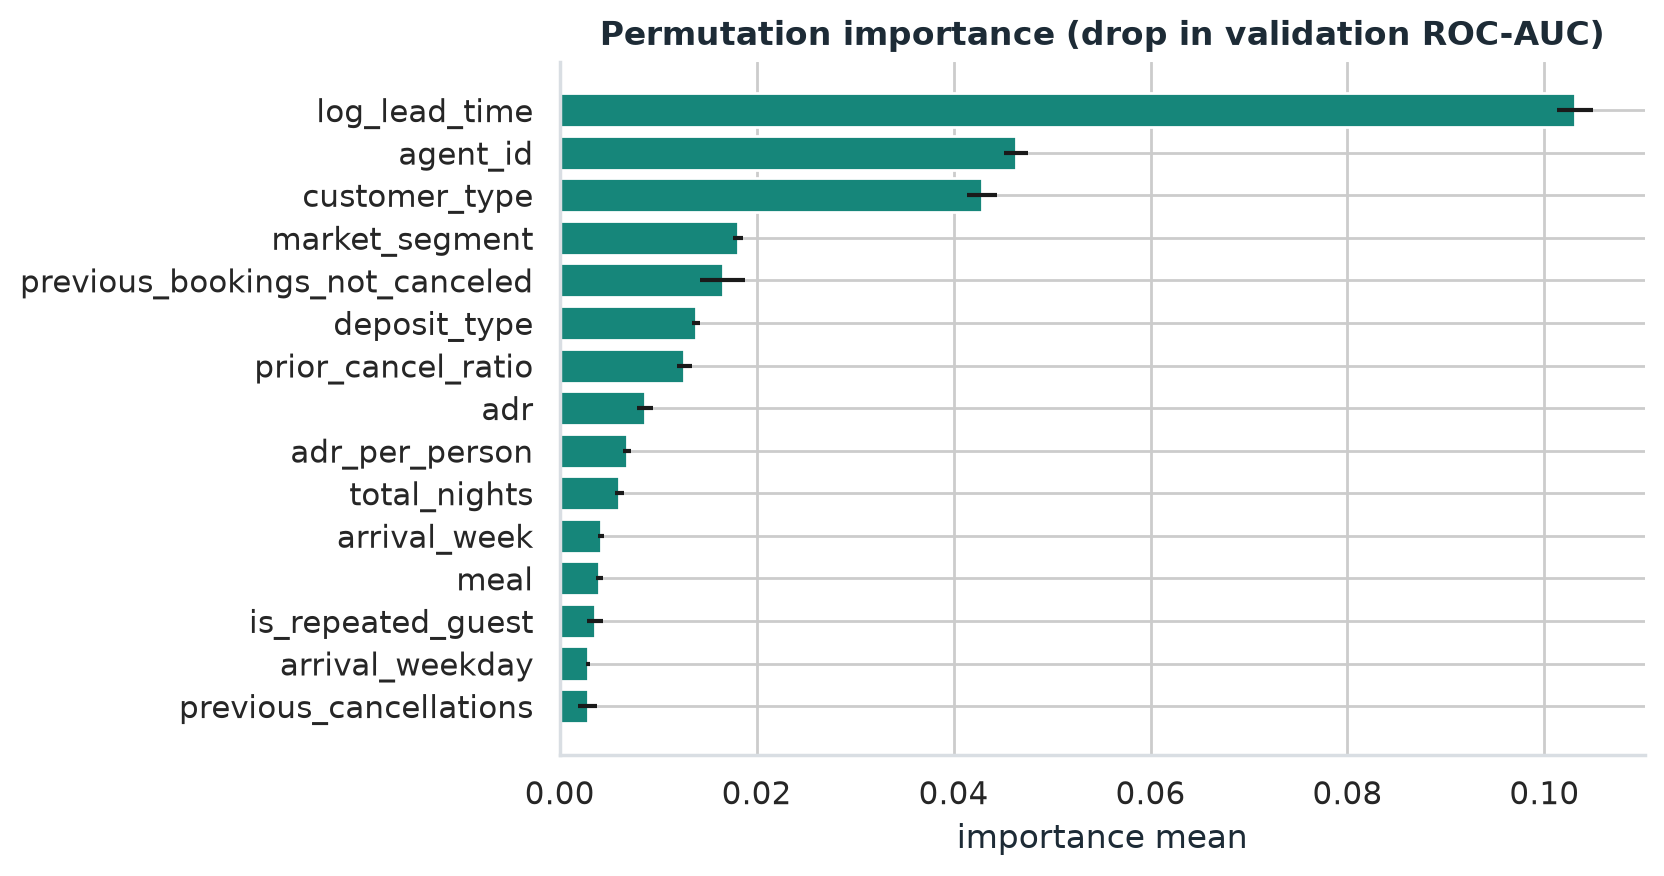 Permutation importance (drop in validation ROC-AUC)
log_lead_time
agent_id
customer_type
market_segment
previous_bookings_not_canceled
deposit_type
prior_cancel_ratio
adr
adr_per_person
total_nights
arrival_week
meal
is_repeated_guest
arrival_weekday
previous_cancellations
0.00 0.02 0.04 0.06 0.08 0.10
importance mean